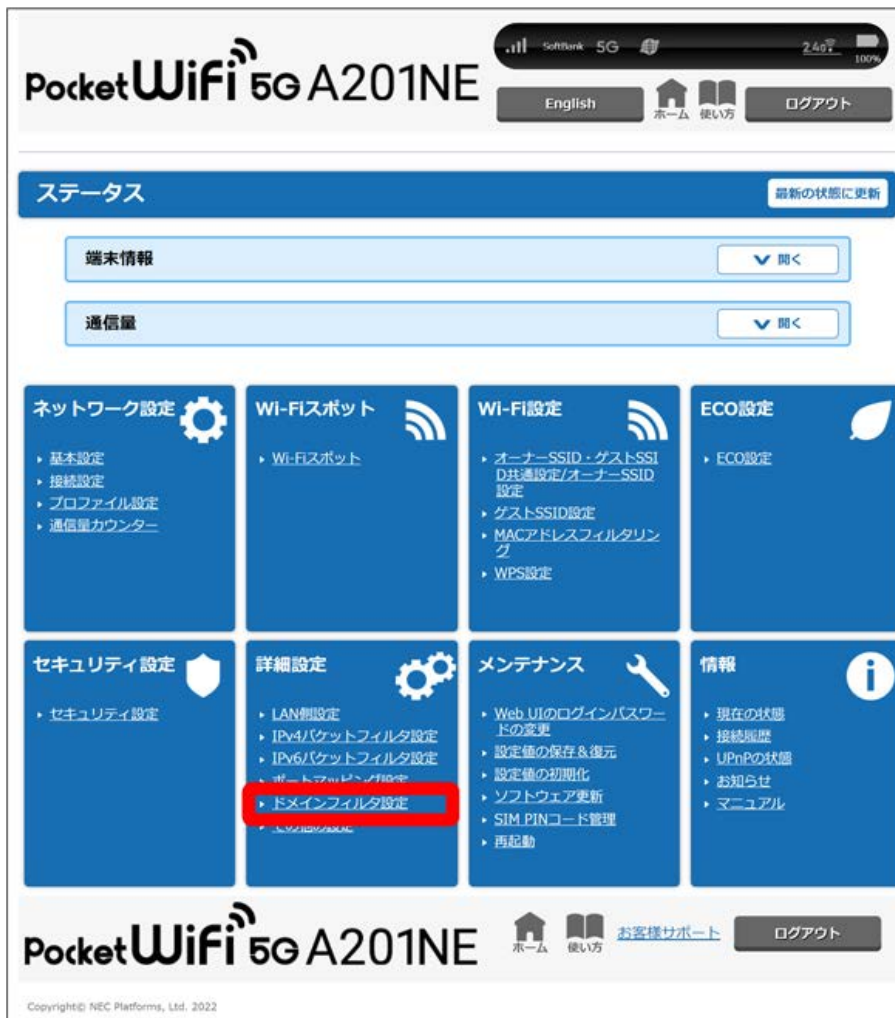 Pocket WiFi 5G A201NE
SoftBank 5G 2.4G 100%
English ホーム 使い方 ログアウト
ステータス 最新の状態に更新
端末情報 開く
通信量 開く
ネットワーク設定
基本設定
接続設定
プロファイル設定
通信量カウンター
Wi-Fiスポット
Wi-Fiスポット
Wi-Fi設定
オーナーSSID・ゲストSSI
D共通設定/オーナーSSID
設定
ゲストSSID設定
MACアドレスフィルタリン
グ
WPS設定
ECO設定
ECO設定
セキュリティ設定
セキュリティ設定
詳細設定
LAN側設定
IPv4パケットフィルタ設定
IPv6パケットフィルタ設定
ポートマッピング設定
ドメインフィルタ設定
その他の設定
メンテナンス
Web UIのログインパスワー
ドの変更
設定値の保存&復元
設定値の初期化
ソフトウェア更新
SIM PINコード管理
再起動
情報
現在の状態
接続履歴
UPnPの状態
お知らせ
マニュアル
Pocket WiFi 5G A201NE
ホーム 使い方 お客様サポート ログアウト
Copyright© NEC Platforms, Ltd. 2022